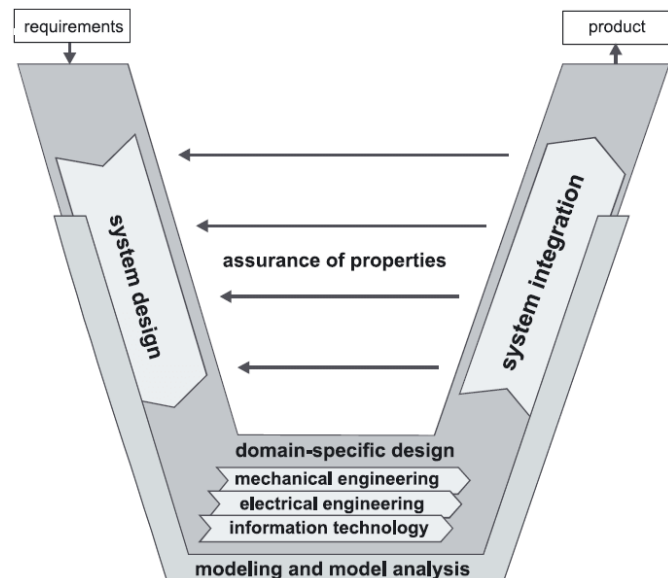 requirements
product
system design
assurance of properties
system integration
domain-specific design
mechanical engineering
electrical engineering
information technology
modeling and model analysis